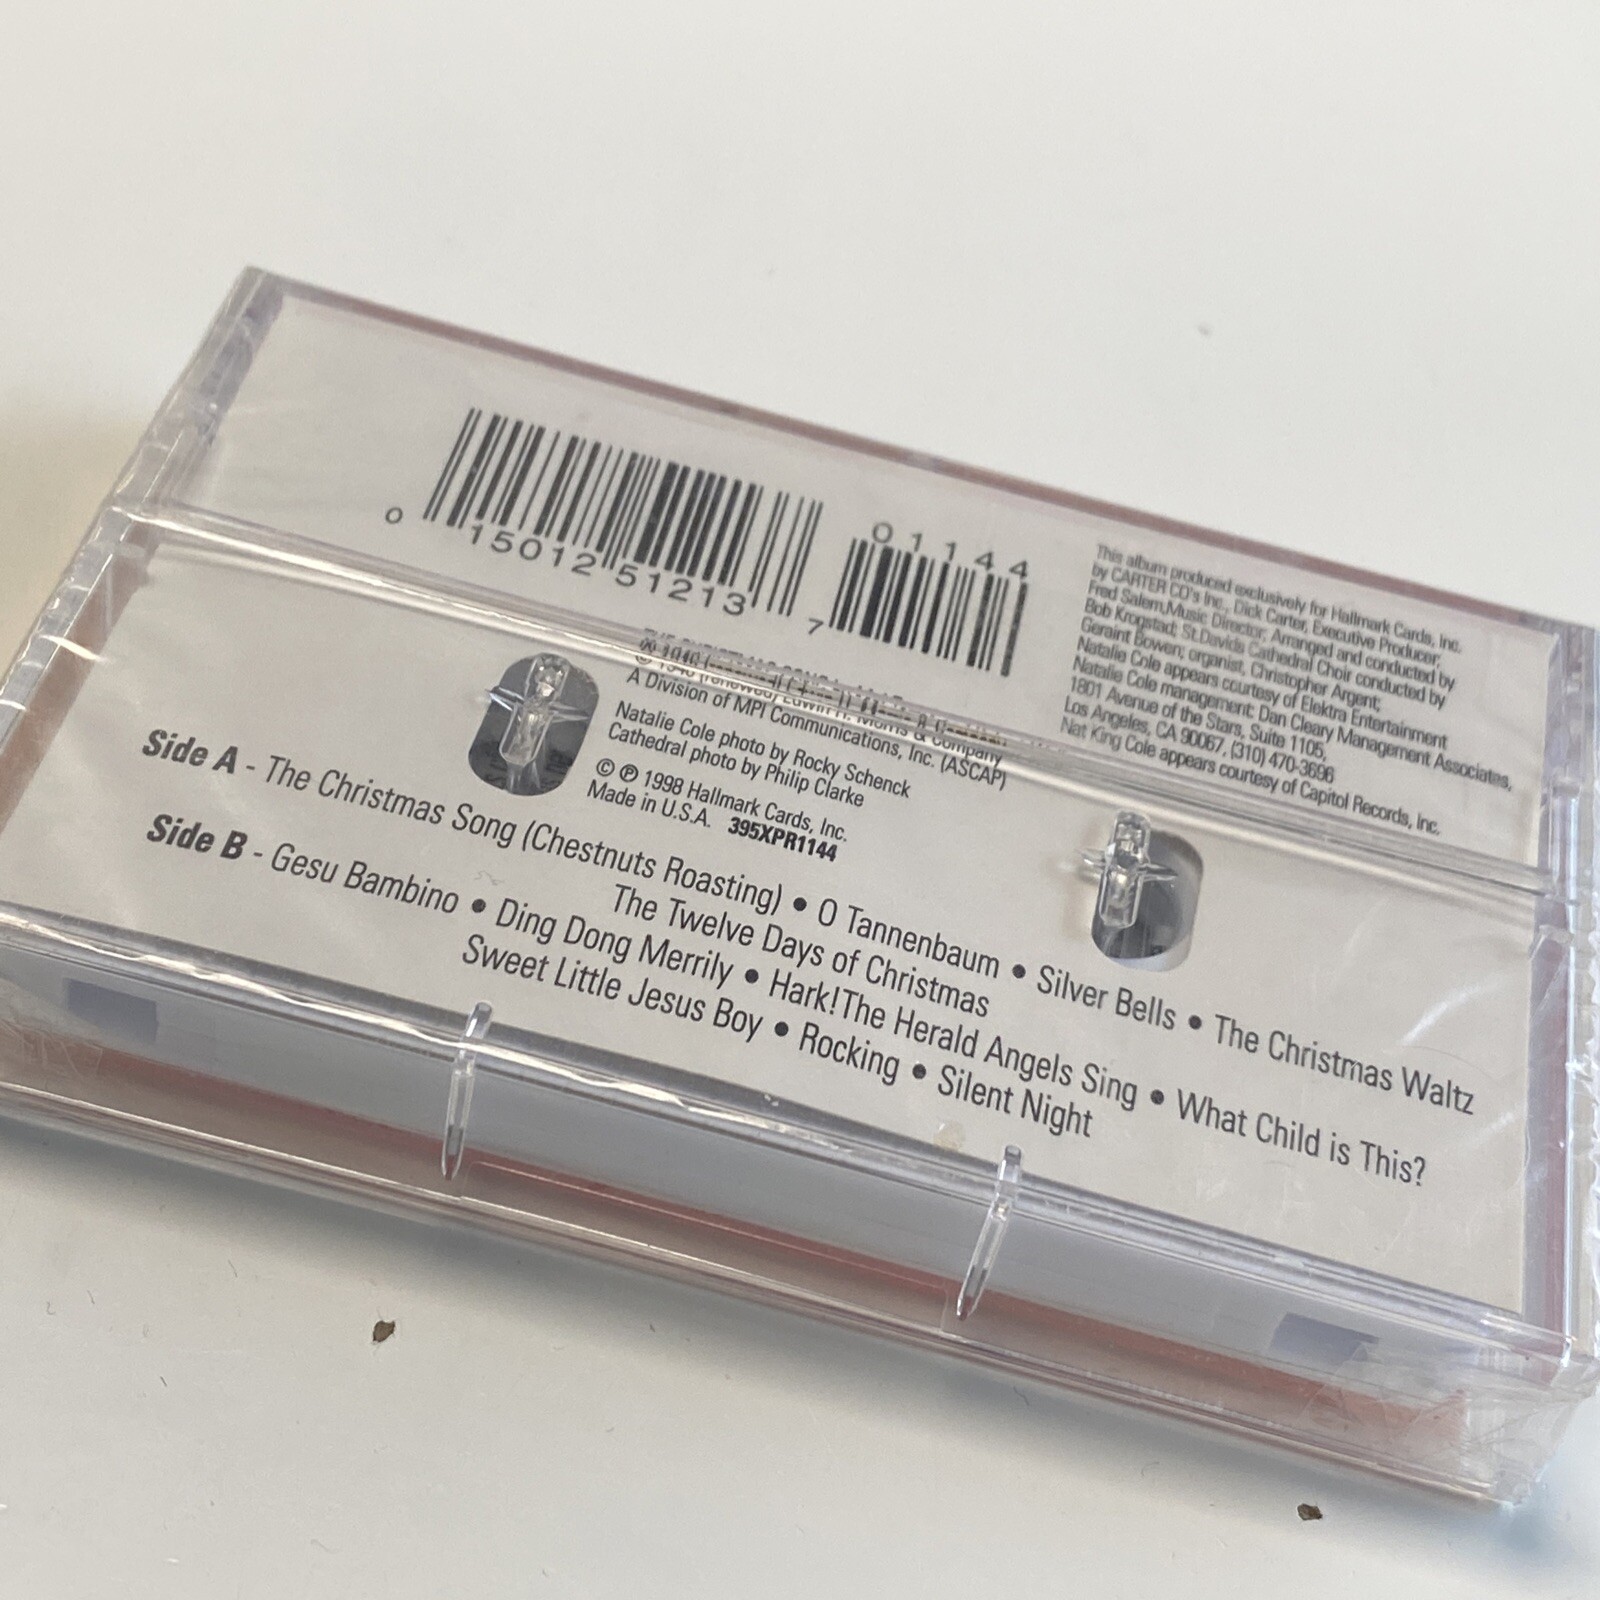 0 15012 51213 7
01144
This album produced exclusively for Hallmark Cards, Inc.
by CARTER CO's Inc., Dick Carter, Executive Producer;
Fred Salem, Music Director; Arranged and conducted by
Bob Krogstad; St. Davids Cathedral Choir conducted by
Geraint Bowen; organist, Christopher Argent;
Natalie Cole appears courtesy of Elektra Entertainment
Natalie Cole management: Dan Cleary Management Associates,
1801 Avenue of the Stars, Suite 1105,
Los Angeles, CA 90067, (310) 470-3696
Nat King Cole appears courtesy of Capitol Records, Inc.
© 1946 (renewed) Edwin H. Morris & Company
A Division of MPI Communications, Inc. (ASCAP)
Natalie Cole photo by Rocky Schenck
Cathedral photo by Philip Clarke
© ℗ 1998 Hallmark Cards, Inc.
Made in U.S.A. 395XPR1144
Side A - The Christmas Song (Chestnuts Roasting) • O Tannenbaum • Silver Bells • The Christmas Waltz
The Twelve Days of Christmas
Side B - Gesu Bambino • Ding Dong Merrily • Hark!The Herald Angels Sing • What Child is This?
Sweet Little Jesus Boy • Rocking • Silent Night